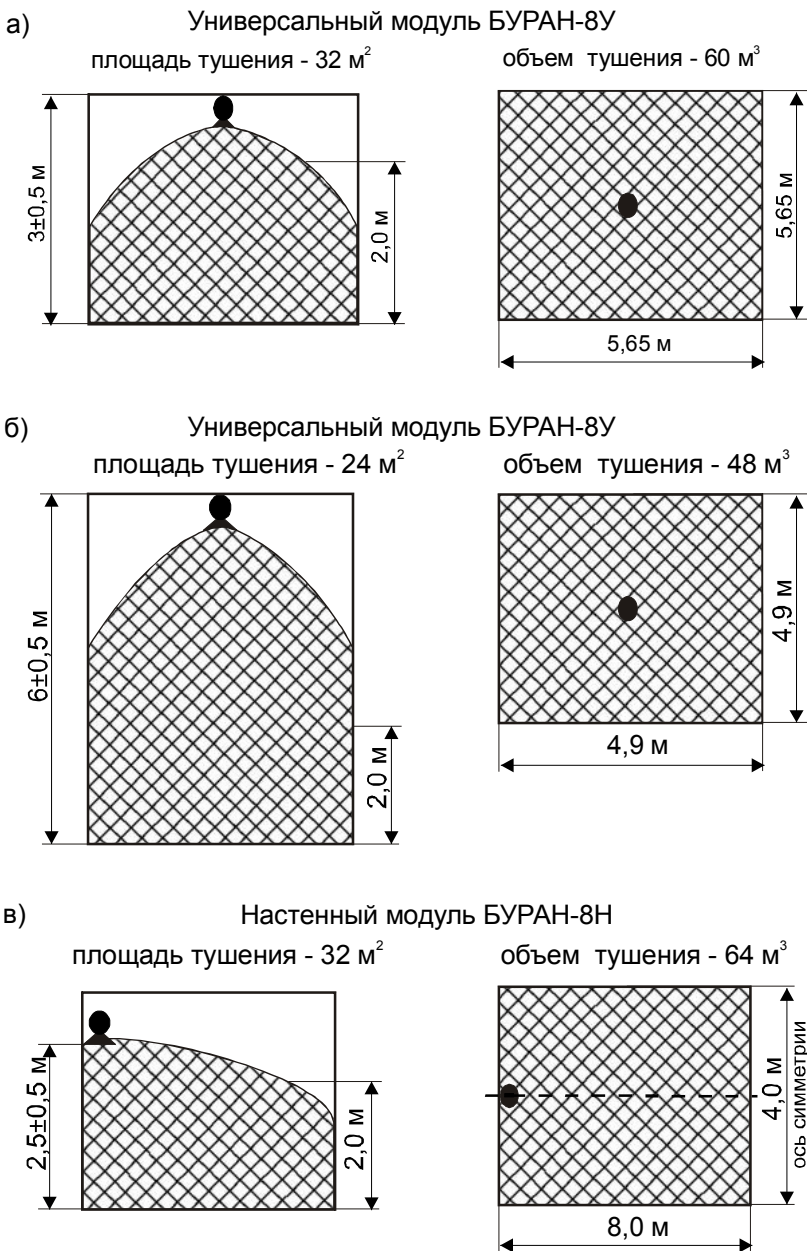 а)
Универсальный модуль БУРАН-8У
площадь тушения - 32 м²
объем тушения - 60 м³
3±0,5 м
2,0 м
5,65 м
5,65 м
б)
Универсальный модуль БУРАН-8У
площадь тушения - 24 м²
объем тушения - 48 м³
6±0,5 м
2,0 м
4,9 м
4,9 м
в)
Настенный модуль БУРАН-8Н
площадь тушения - 32 м²
объем тушения - 64 м³
2,5±0,5 м
2,0 м
4,0 м
ось симметрии
8,0 м